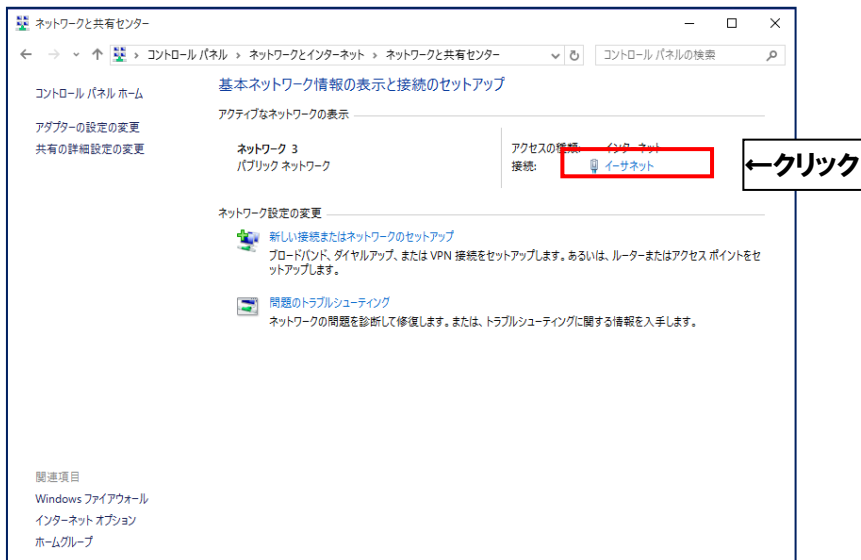 ネットワークと共有センター
コントロール パネル › ネットワークとインターネット › ネットワークと共有センター
コントロール パネルの検索
コントロール パネル ホーム
アダプターの設定の変更
共有の詳細設定の変更
基本ネットワーク情報の表示と接続のセットアップ
アクティブなネットワークの表示
ネットワーク 3
パブリック ネットワーク
アクセスの種類: インターネット
接続: イーサネット
←クリック
ネットワーク設定の変更
新しい接続またはネットワークのセットアップ
ブロードバンド、ダイヤルアップ、または VPN 接続をセットアップします。あるいは、ルーターまたはアクセス ポイントをセ
ットアップします。
問題のトラブルシューティング
ネットワークの問題を診断して修復します。または、トラブルシューティングに関する情報を入手します。
関連項目
Windows ファイアウォール
インターネット オプション
ホームグループ